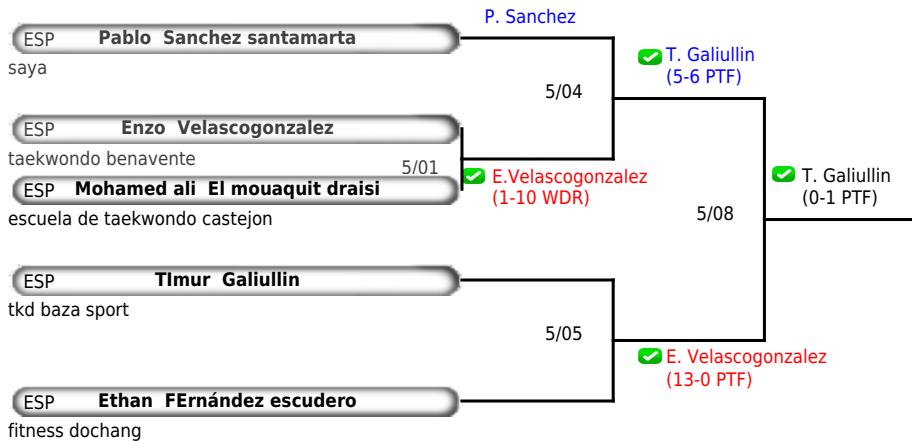 P. Sanchez
ESP Pablo Sanchez santamarta
saya
T. Galiullin
(5-6 PTF)
5/04
ESP Enzo Velascogonzalez
taekwondo benavente
5/01
E.Velascogonzalez
(1-10 WDR)
ESP Mohamed ali El mouaquit draisi
escuela de taekwondo castejon
T. Galiullin
(0-1 PTF)
5/08
ESP TImur Galiullin
tkd baza sport
5/05
E. Velascogonzalez
(13-0 PTF)
ESP Ethan FErnández escudero
fitness dochang